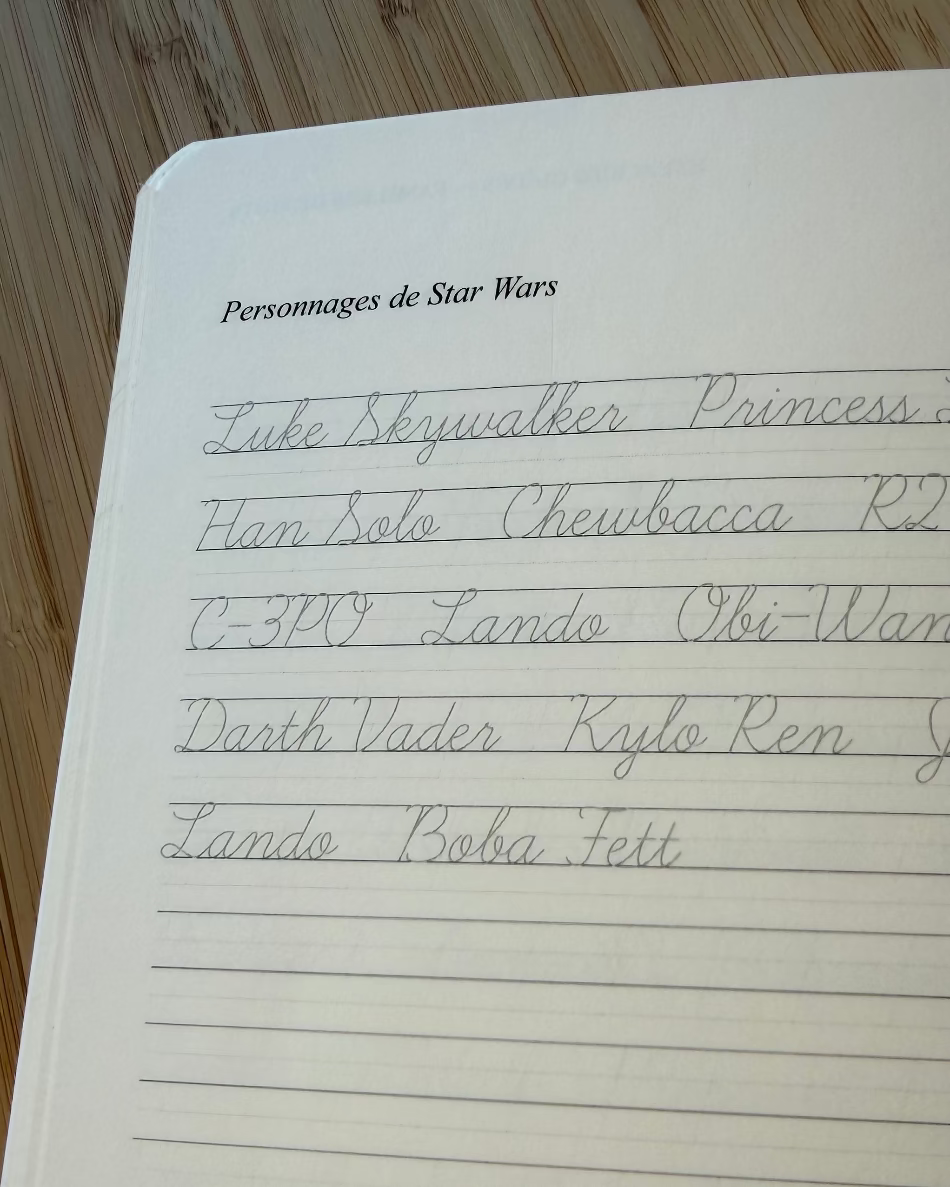 Personnages de Star Wars
Luke Skywalker Princess
Han Solo Chewbacca R2
C-3PO Lando Obi-Wan
Darth Vader Kylo Ren J
Lando Boba Fett